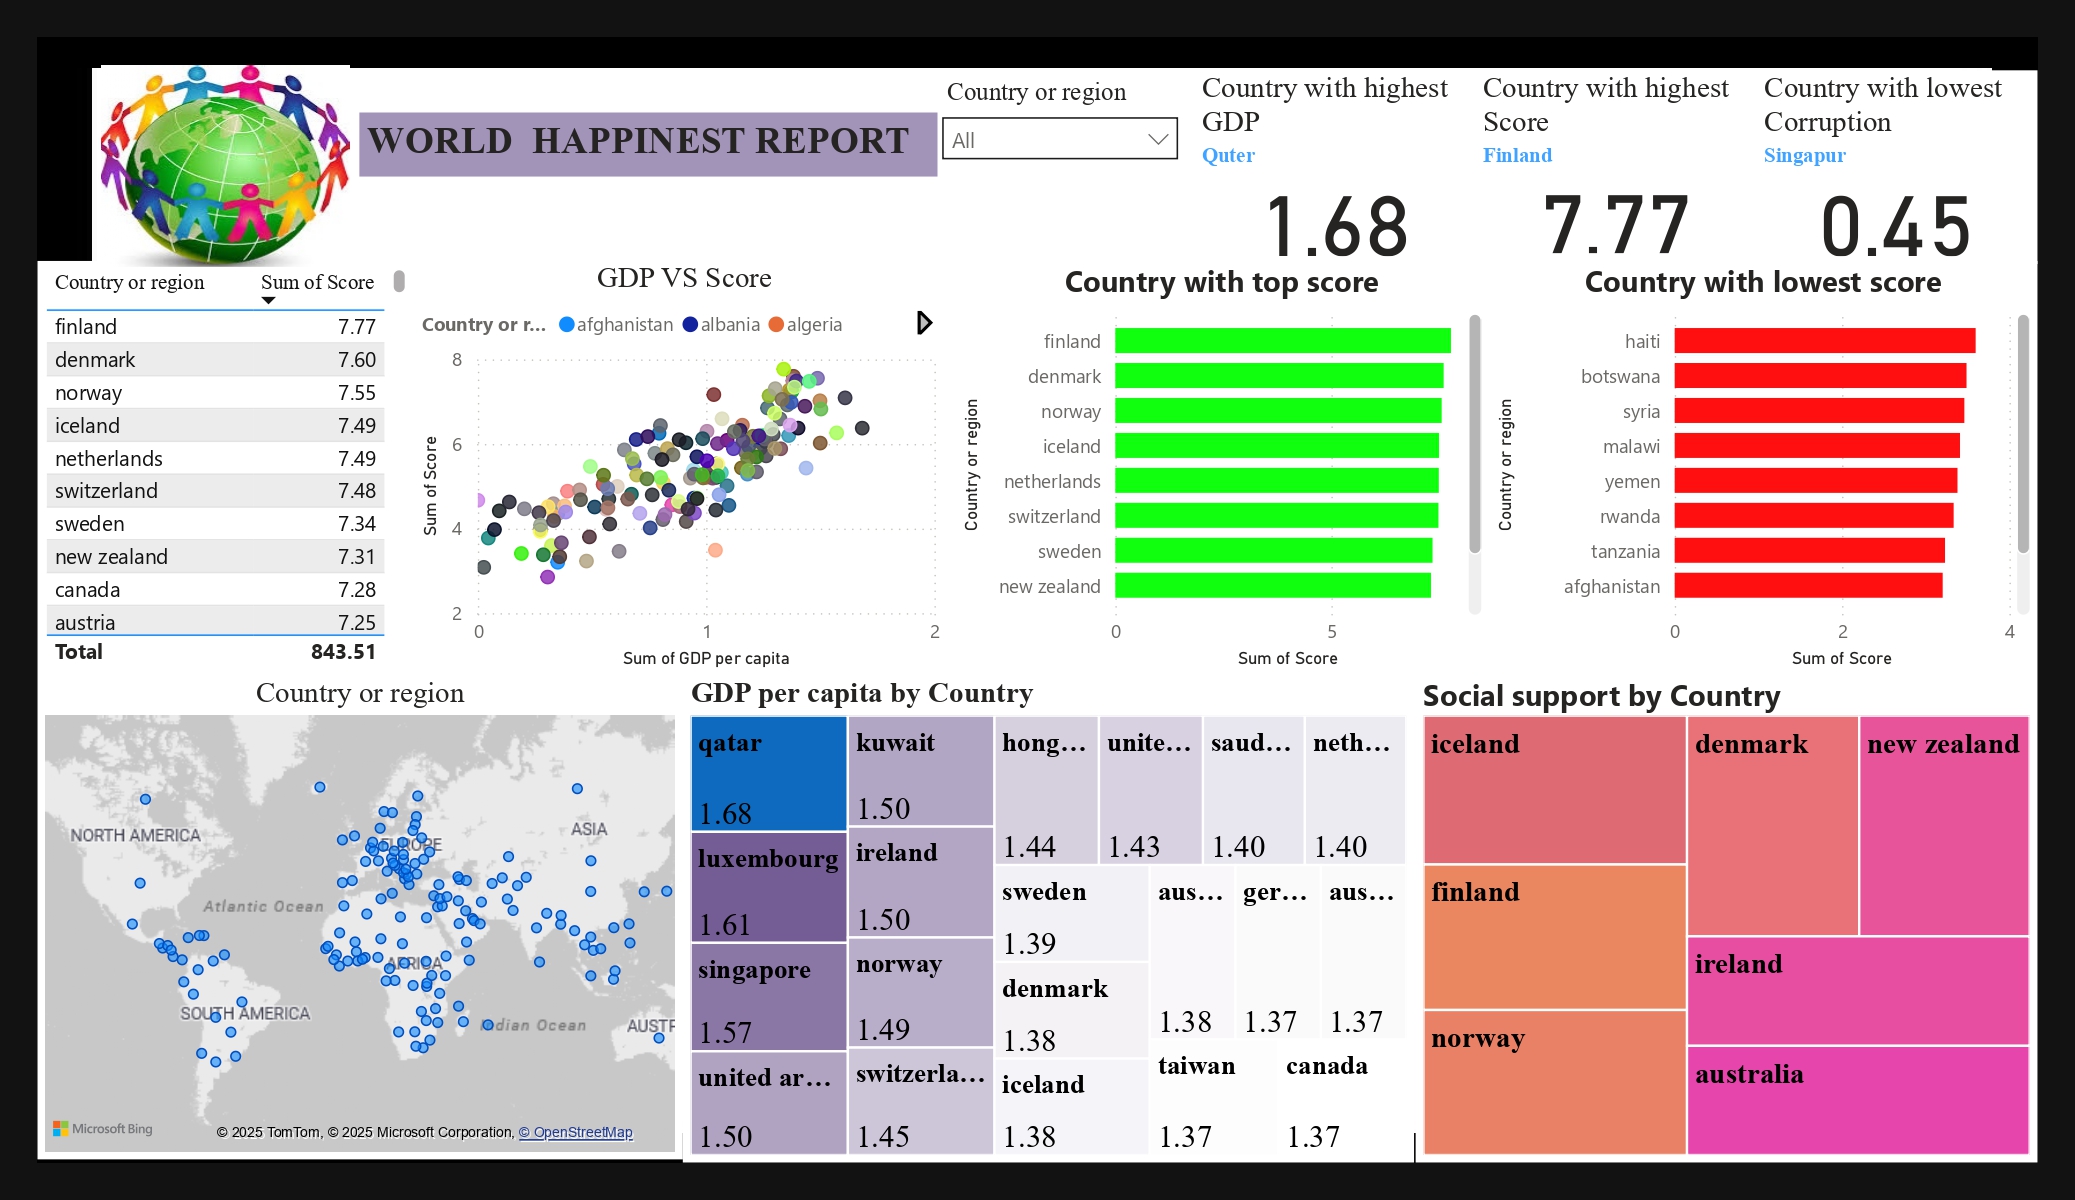 WORLD HAPPINEST REPORT
Country or region
All
Country with highest
GDP
Quter
1.68
Country with highest
Score
Finland
7.77
Country with lowest
Corruption
Singapur
0.45
Country or region Sum of Score
finland 7.77
denmark 7.60
norway 7.55
iceland 7.49
netherlands 7.49
switzerland 7.48
sweden 7.34
new zealand 7.31
canada 7.28
austria 7.25
Total 843.51
GDP VS Score
Country or r... afghanistan albania algeria
Sum of Score
8
6
4
2
0 1 2
Sum of GDP per capita
Country with top score
Country or region
finland
denmark
norway
iceland
netherlands
switzerland
sweden
new zealand
0 5
Sum of Score
Country with lowest score
Country or region
haiti
botswana
syria
malawi
yemen
rwanda
tanzania
afghanistan
0 2 4
Sum of Score
Country or region
NORTH AMERICA
EUROPE
ASIA
Atlantic Ocean
AFRICA
SOUTH AMERICA
Indian Ocean
AUSTR
Microsoft Bing
© 2025 TomTom, © 2025 Microsoft Corporation, © OpenStreetMap
GDP per capita by Country
qatar
1.68
luxembourg
1.61
singapore
1.57
united ar...
1.50
kuwait
1.50
ireland
1.50
norway
1.49
switzerla...
1.45
hong...
1.44
unite...
1.43
saud...
1.40
neth...
1.40
sweden
1.39
denmark
1.38
iceland
1.38
aus...
1.38
ger...
1.37
aus...
1.37
taiwan
1.37
canada
1.37
Social support by Country
iceland
finland
norway
denmark
new zealand
ireland
australia